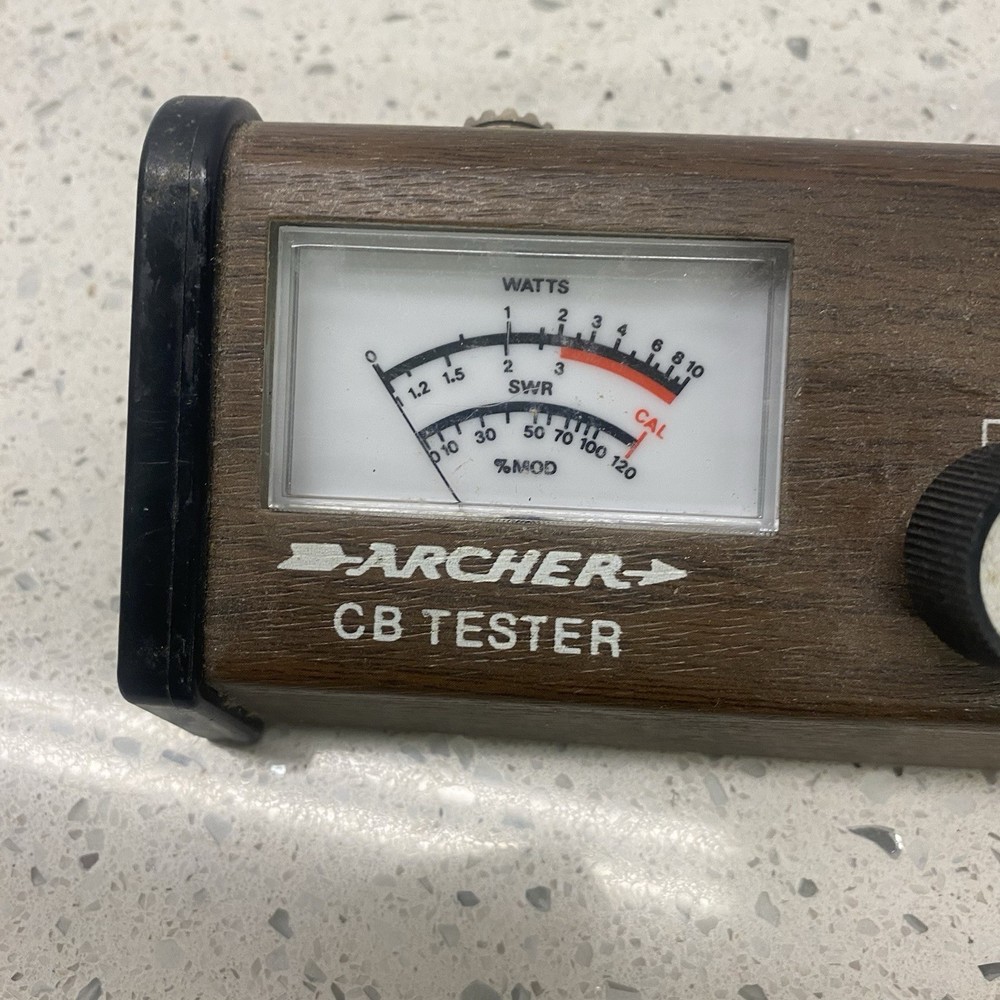 WATTS
0 1 2 3 4 6 8 10
1.2 1.5 2 3
SWR
CAL
0 10 30 50 70 100 120
%MOD
ARCHER
CB TESTER